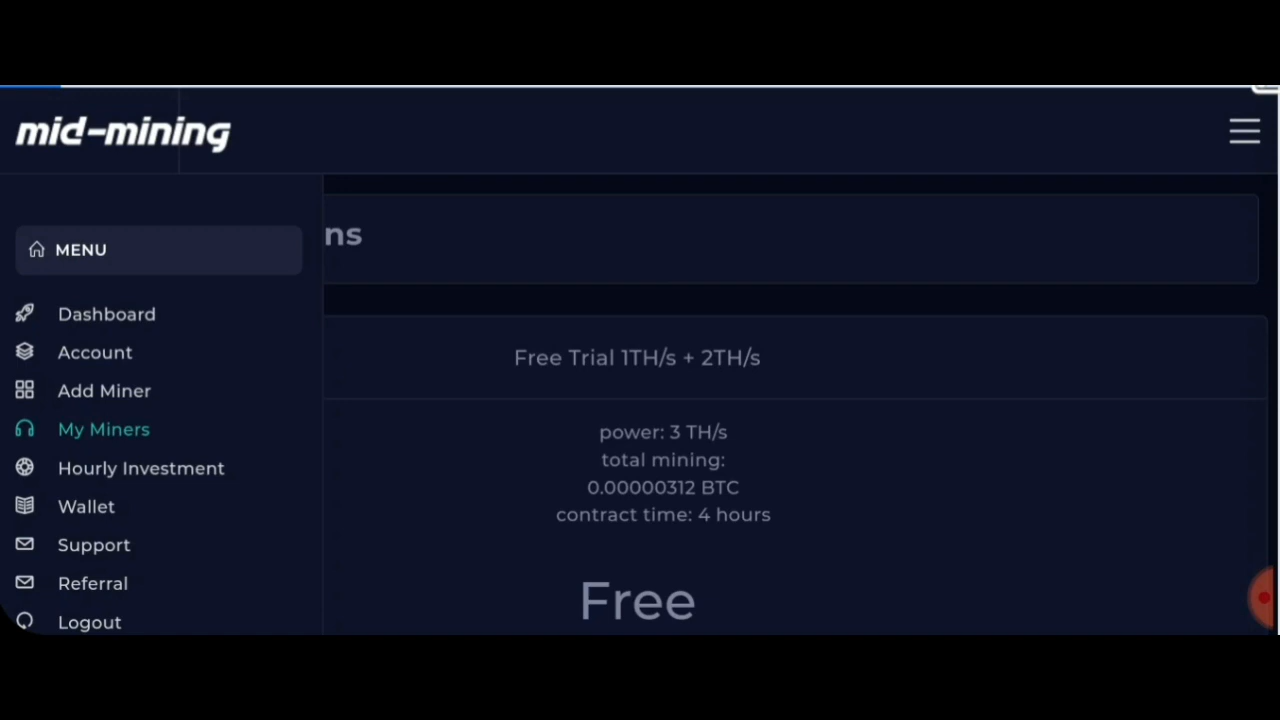 mid-mining
MENU
Dashboard
Account
Add Miner
My Miners
Hourly Investment
Wallet
Support
Referral
Logout
ns
Free Trial 1TH/s + 2TH/s
power: 3 TH/s
total mining:
0.00000312 BTC
contract time: 4 hours
Free